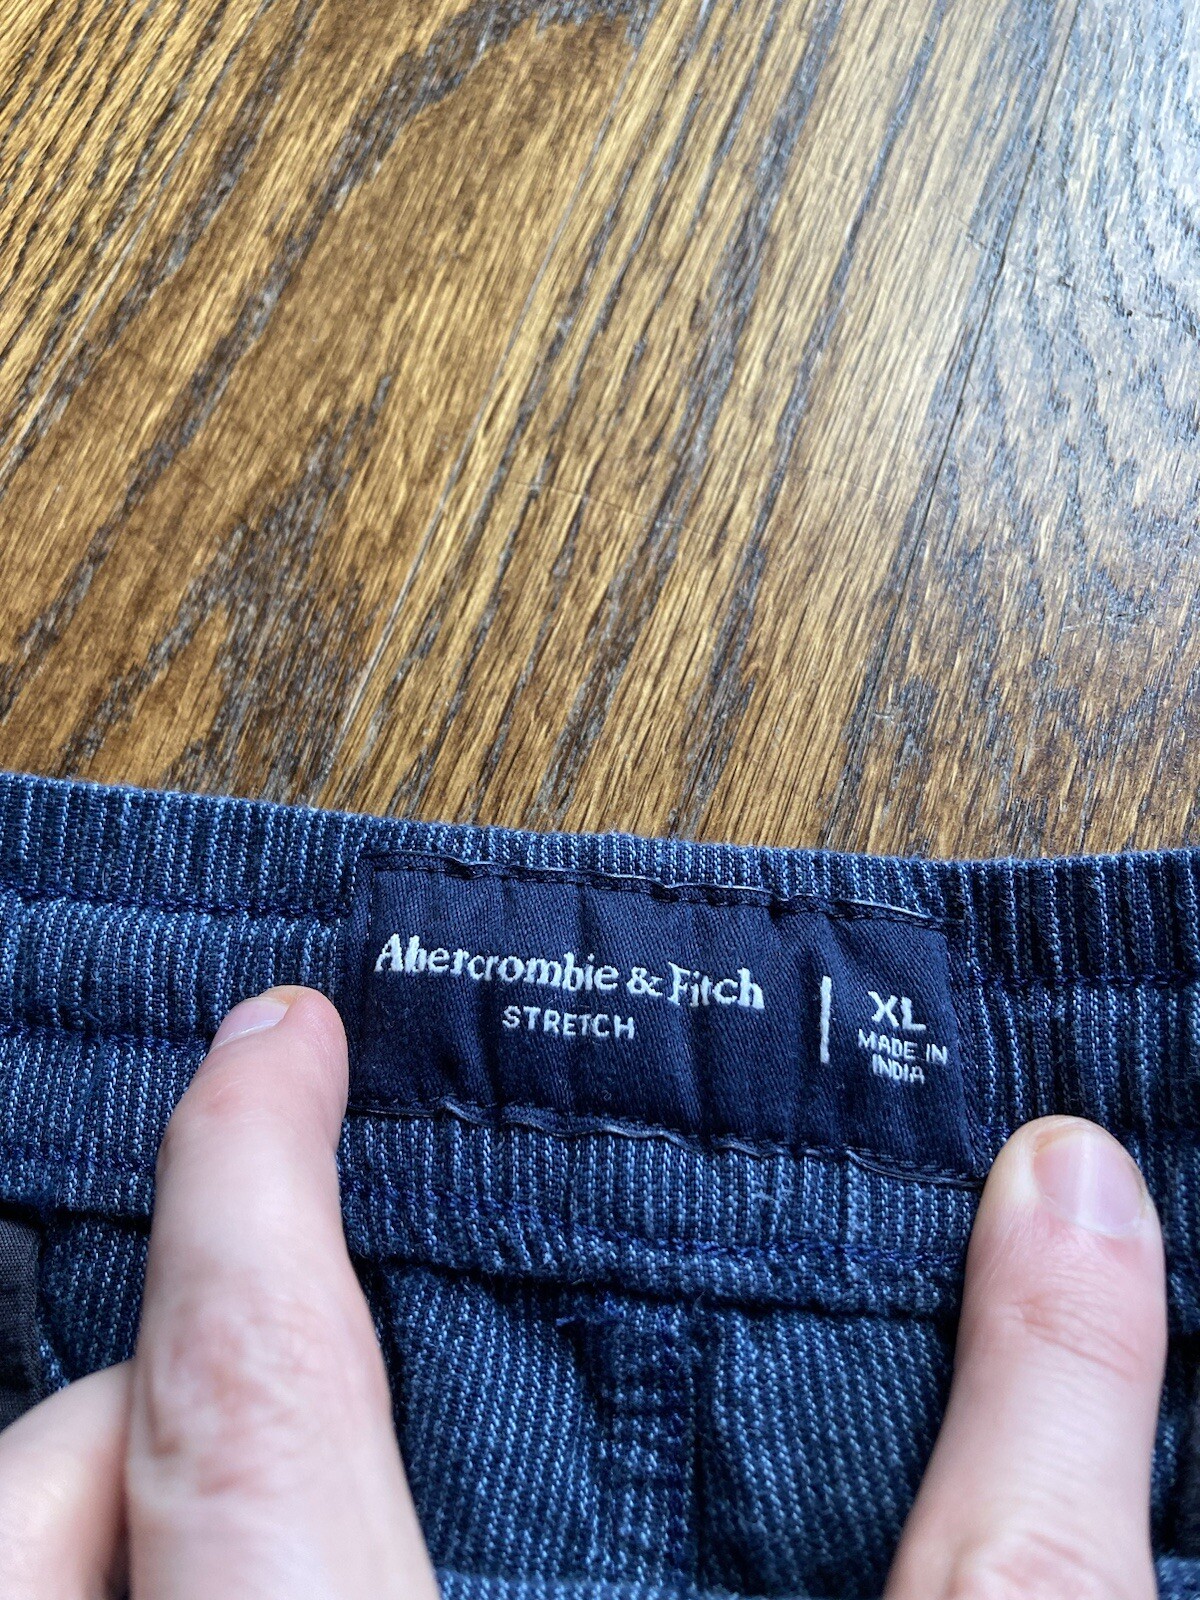 Abercrombie & Fitch
STRETCH
XL
MADE IN
INDIA